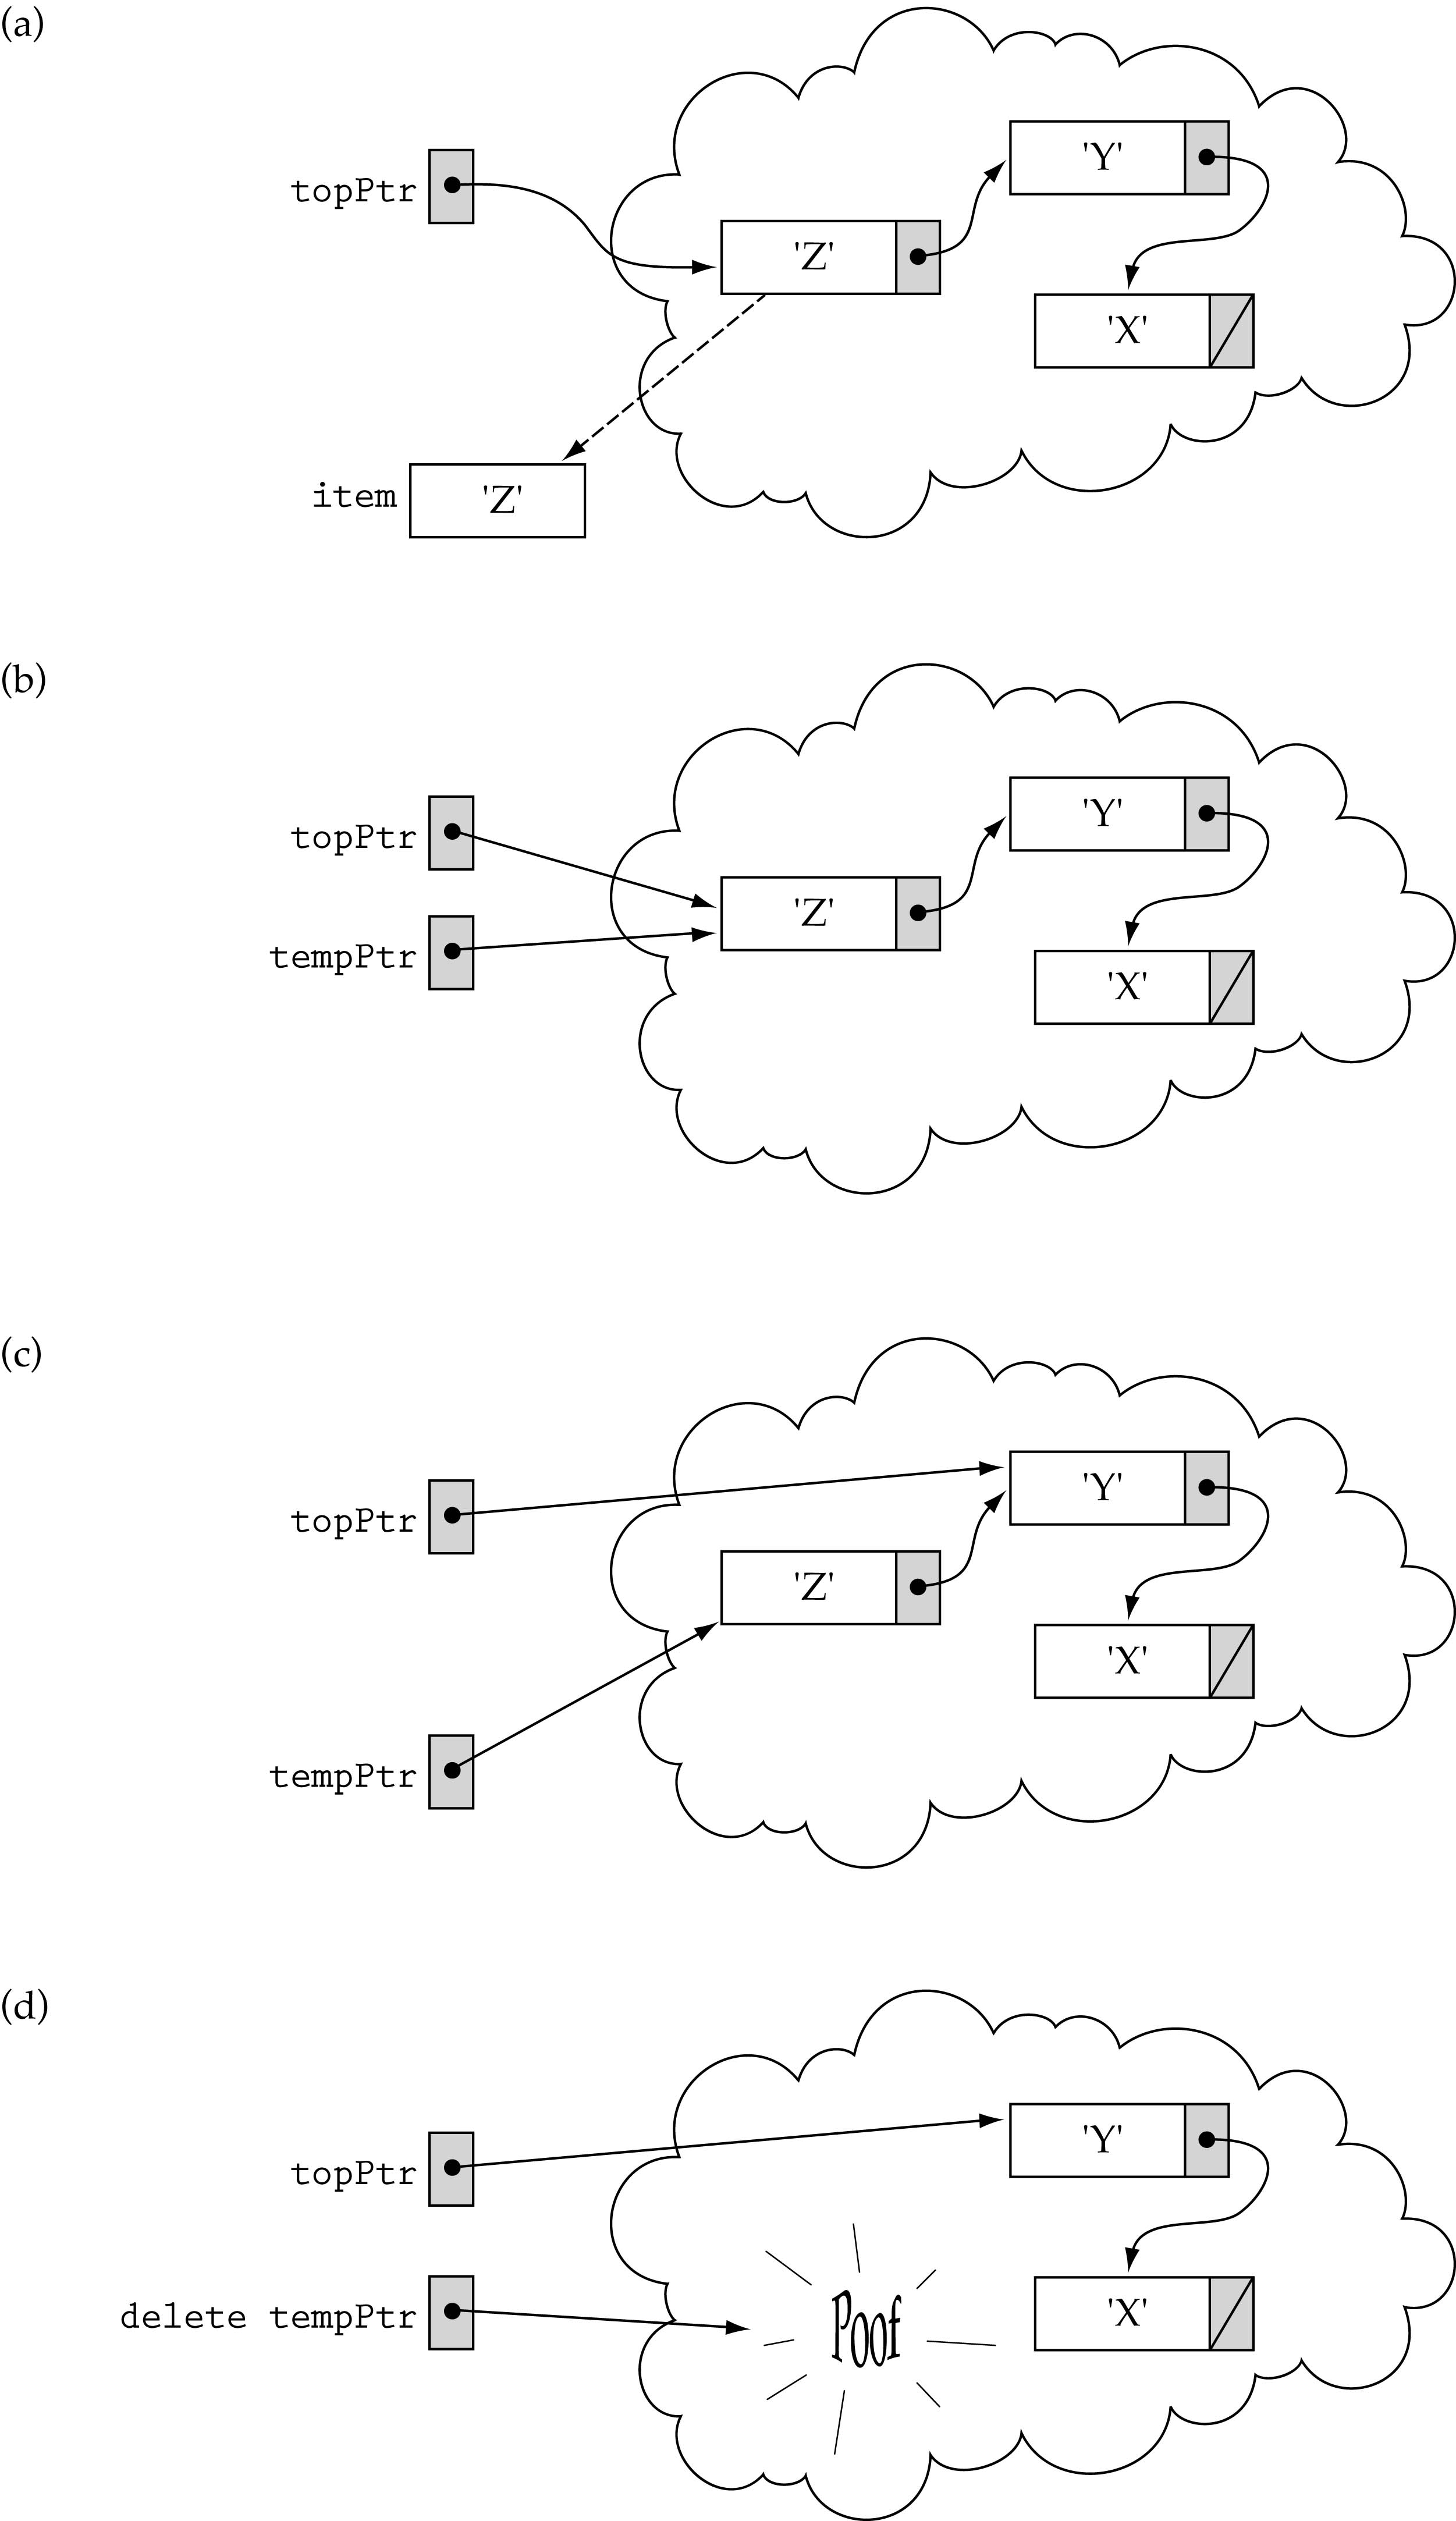 (a)
'Y'
topPtr
'Z'
'X'
item 'Z'
(b)
'Y'
topPtr
'Z'
tempPtr
'X'
(c)
'Y'
topPtr
'Z'
'X'
tempPtr
(d)
'Y'
topPtr
delete tempPtr
Poof
'X'